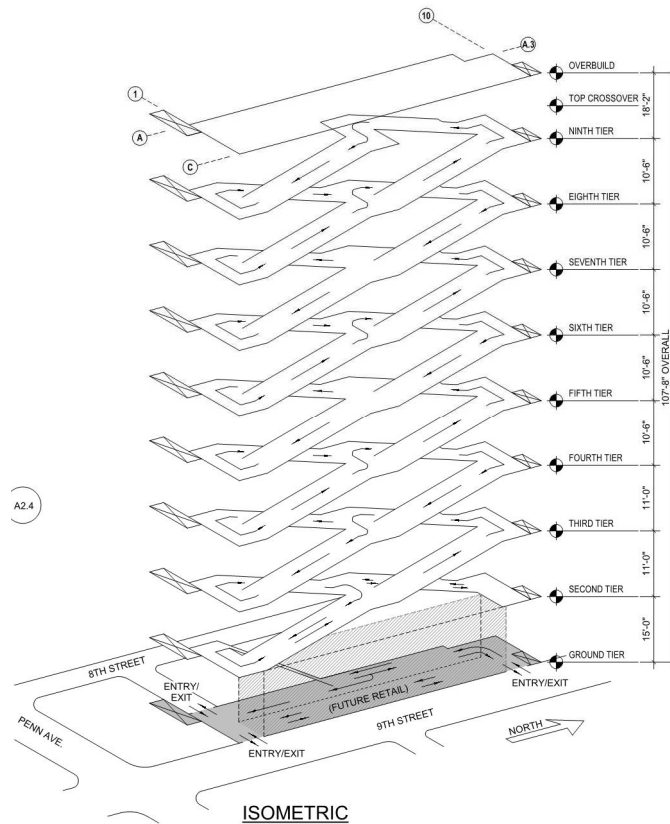 10
A.3
OVERBUILD
1
TOP CROSSOVER
18'-2"
A
C
NINTH TIER
10'-6"
EIGHTH TIER
10'-6"
SEVENTH TIER
10'-6"
SIXTH TIER
10'-6"
107'-8" OVERALL
FIFTH TIER
10'-6"
FOURTH TIER
11'-0"
A2.4
THIRD TIER
11'-0"
SECOND TIER
15'-0"
GROUND TIER
8TH STREET
ENTRY/
EXIT
(FUTURE RETAIL)
ENTRY/EXIT
9TH STREET
PENN AVE.
NORTH
ENTRY/EXIT
ISOMETRIC